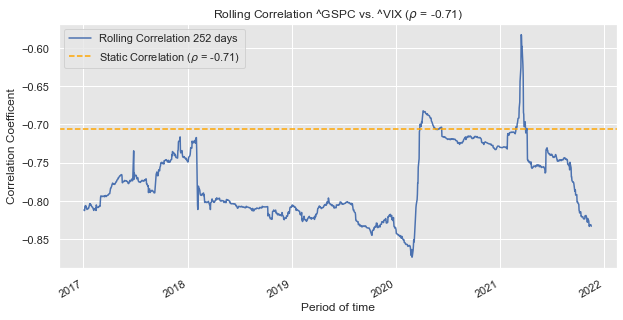 Rolling Correlation ^GSPC vs. ^VIX (ρ = -0.71)
Rolling Correlation 252 days
Static Correlation (ρ = -0.71)
Correlation Coefficent
−0.60
−0.65
−0.70
−0.75
−0.80
−0.85
2017
2018
2019
2020
2021
2022
Period of time